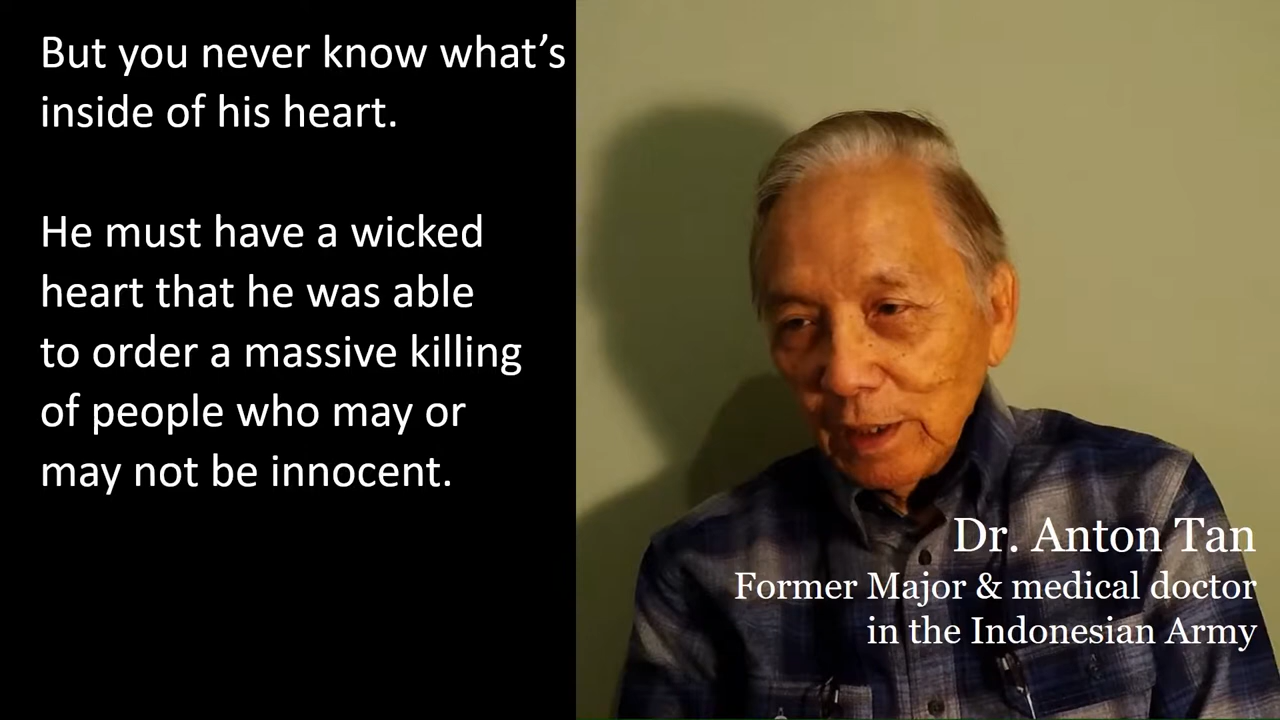 But you never know what’s
inside of his heart.
He must have a wicked
heart that he was able
to order a massive killing
of people who may or
may not be innocent.
Dr. Anton Tan
Former Major & medical doctor
in the Indonesian Army